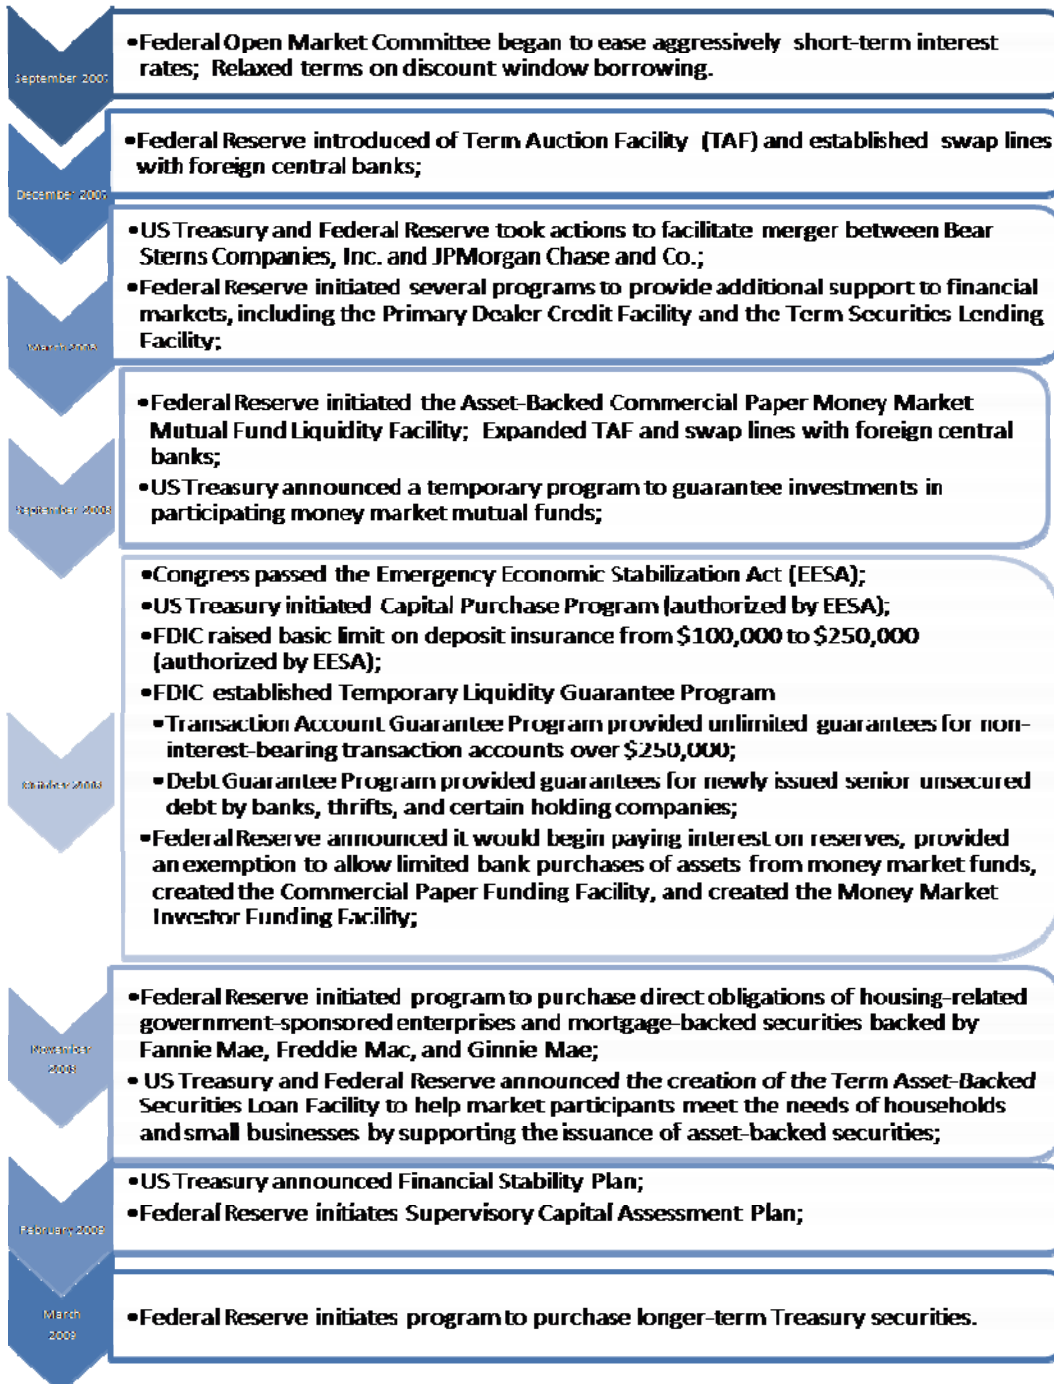 September 2007
•Federal Open Market Committee began to ease aggressively short-term interest
rates; Relaxed terms on discount window borrowing.
December 2007
•Federal Reserve introduced of Term Auction Facility (TAF) and established swap lines
with foreign central banks;
March 2008
•US Treasury and Federal Reserve took actions to facilitate merger between Bear
Sterns Companies, Inc. and JPMorgan Chase and Co.;
•Federal Reserve initiated several programs to provide additional support to financial
markets, including the Primary Dealer Credit Facility and the Term Securities Lending
Facility;
September 2008
•Federal Reserve initiated the Asset-Backed Commercial Paper Money Market
Mutual Fund Liquidity Facility; Expanded TAF and swap lines with foreign central
banks;
•US Treasury announced a temporary program to guarantee investments in
participating money market mutual funds;
October 2008
•Congress passed the Emergency Economic Stabilization Act (EESA);
•US Treasury initiated Capital Purchase Program (authorized by EESA);
•FDIC raised basic limit on deposit insurance from $100,000 to $250,000
(authorized by EESA);
•FDIC established Temporary Liquidity Guarantee Program
•Transaction Account Guarantee Program provided unlimited guarantees for non-
interest-bearing transaction accounts over $250,000;
•Debt Guarantee Program provided guarantees for newly issued senior unsecured
debt by banks, thrifts, and certain holding companies;
•Federal Reserve announced it would begin paying interest on reserves, provided
an exemption to allow limited bank purchases of assets from money market funds,
created the Commercial Paper Funding Facility, and created the Money Market
Investor Funding Facility;
November
2008
•Federal Reserve initiated program to purchase direct obligations of housing-related
government-sponsored enterprises and mortgage-backed securities backed by
Fannie Mae, Freddie Mac, and Ginnie Mae;
• US Treasury and Federal Reserve announced the creation of the Term Asset-Backed
Securities Loan Facility to help market participants meet the needs of households
and small businesses by supporting the issuance of asset-backed securities;
February 2009
•US Treasury announced Financial Stability Plan;
•Federal Reserve initiates Supervisory Capital Assessment Plan;
March
2009
•Federal Reserve initiates program to purchase longer-term Treasury securities.